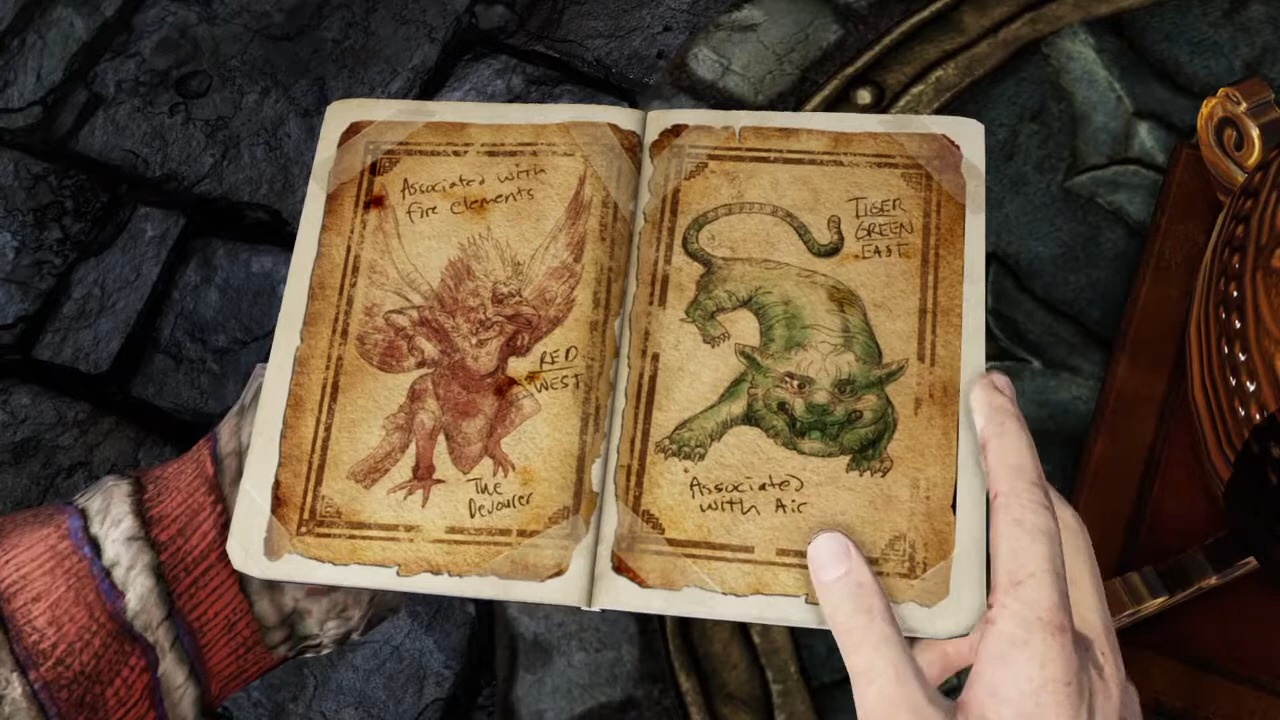 Associated with
fire elements
RED
WEST
The
Devourer
TIGER
GREEN
EAST
Associated
with Air